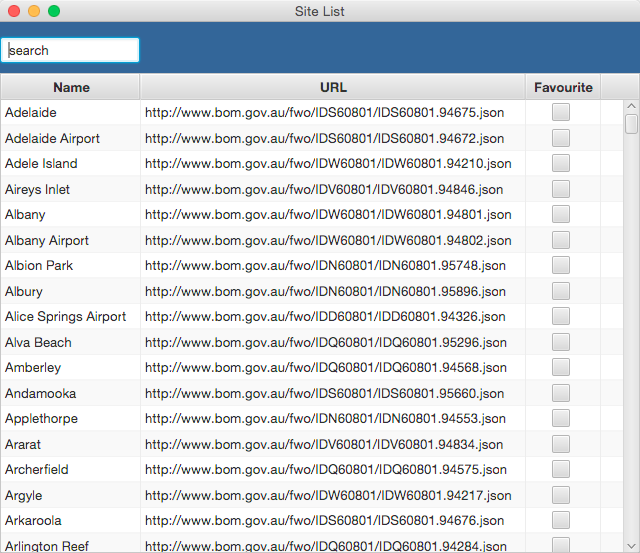 Site List
search
Name URL Favourite
Adelaide http://www.bom.gov.au/fwo/IDS60801/IDS60801.94675.json
Adelaide Airport http://www.bom.gov.au/fwo/IDS60801/IDS60801.94672.json
Adele Island http://www.bom.gov.au/fwo/IDW60801/IDW60801.94210.json
Aireys Inlet http://www.bom.gov.au/fwo/IDV60801/IDV60801.94846.json
Albany http://www.bom.gov.au/fwo/IDW60801/IDW60801.94801.json
Albany Airport http://www.bom.gov.au/fwo/IDW60801/IDW60801.94802.json
Albion Park http://www.bom.gov.au/fwo/IDN60801/IDN60801.95748.json
Albury http://www.bom.gov.au/fwo/IDN60801/IDN60801.95896.json
Alice Springs Airport http://www.bom.gov.au/fwo/IDD60801/IDD60801.94326.json
Alva Beach http://www.bom.gov.au/fwo/IDQ60801/IDQ60801.95296.json
Amberley http://www.bom.gov.au/fwo/IDQ60801/IDQ60801.94568.json
Andamooka http://www.bom.gov.au/fwo/IDS60801/IDS60801.95660.json
Applethorpe http://www.bom.gov.au/fwo/IDN60801/IDN60801.94553.json
Ararat http://www.bom.gov.au/fwo/IDV60801/IDV60801.94834.json
Archerfield http://www.bom.gov.au/fwo/IDQ60801/IDQ60801.94575.json
Argyle http://www.bom.gov.au/fwo/IDW60801/IDW60801.94217.json
Arkaroola http://www.bom.gov.au/fwo/IDS60801/IDS60801.94676.json
Arlington Reef http://www.bom.gov.au/fwo/IDQ60801/IDQ60801.94284.json